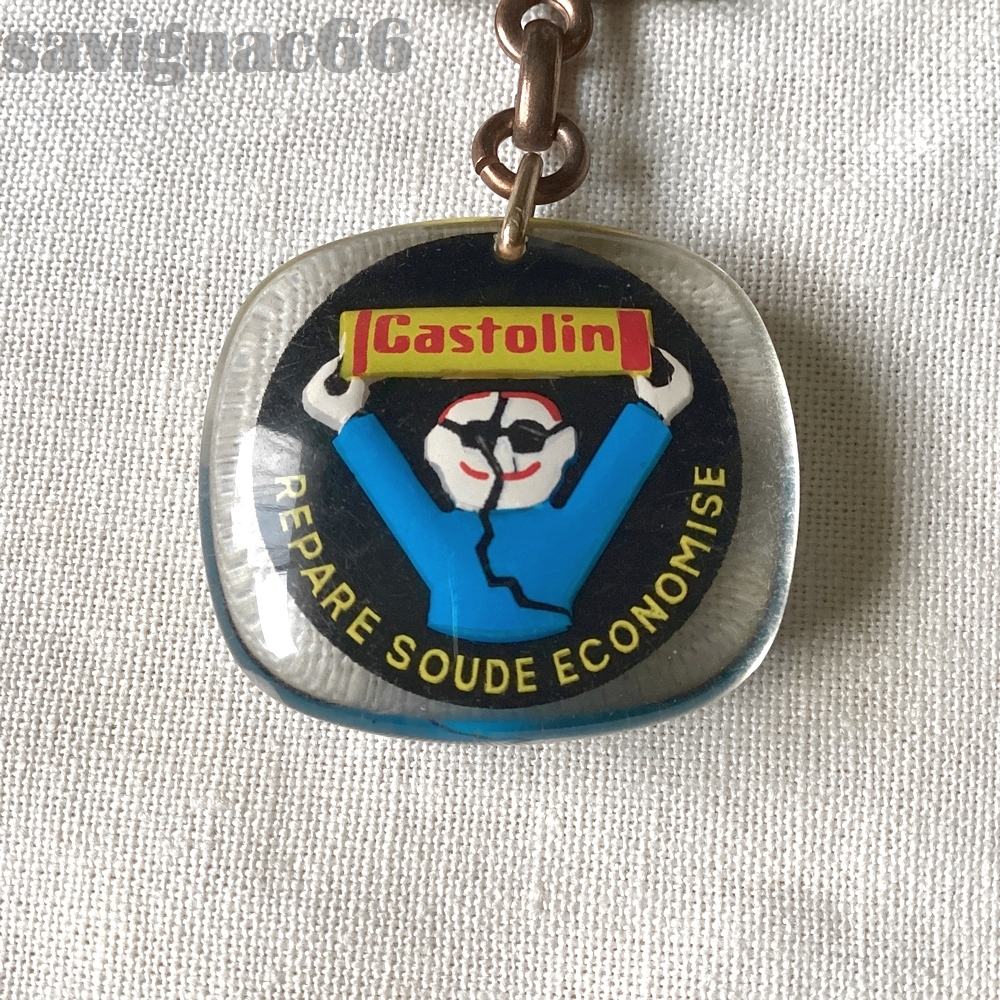 savignac66
Castolin
REPARE SOUDE ECONOMISE